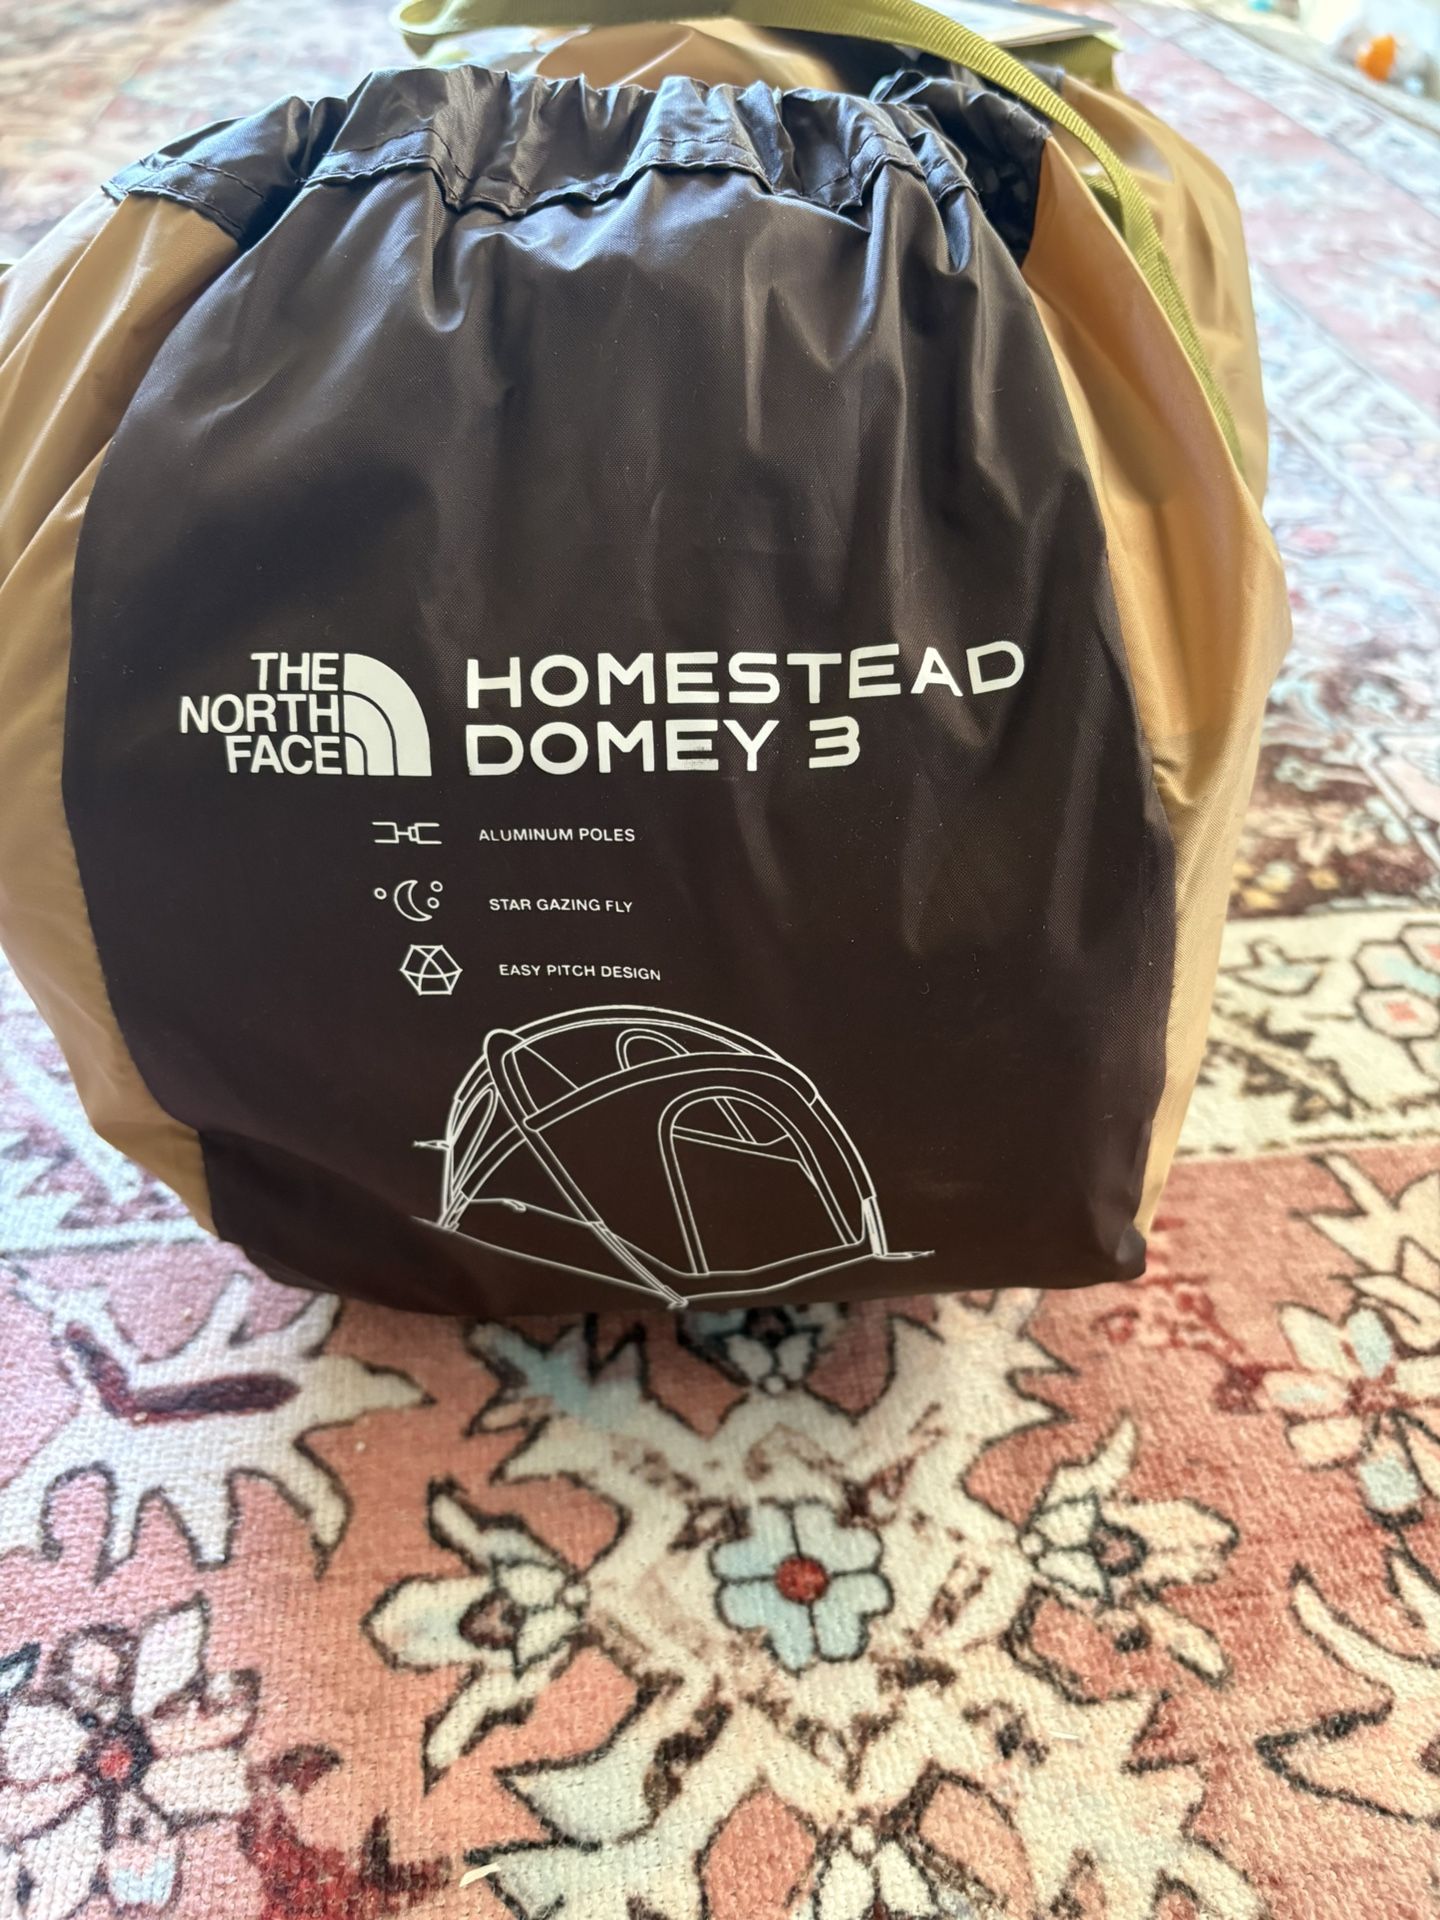 THE
NORTH
FACE
HOMESTEAD
DOMEY 3
ALUMINUM POLES
STAR GAZING FLY
EASY PITCH DESIGN